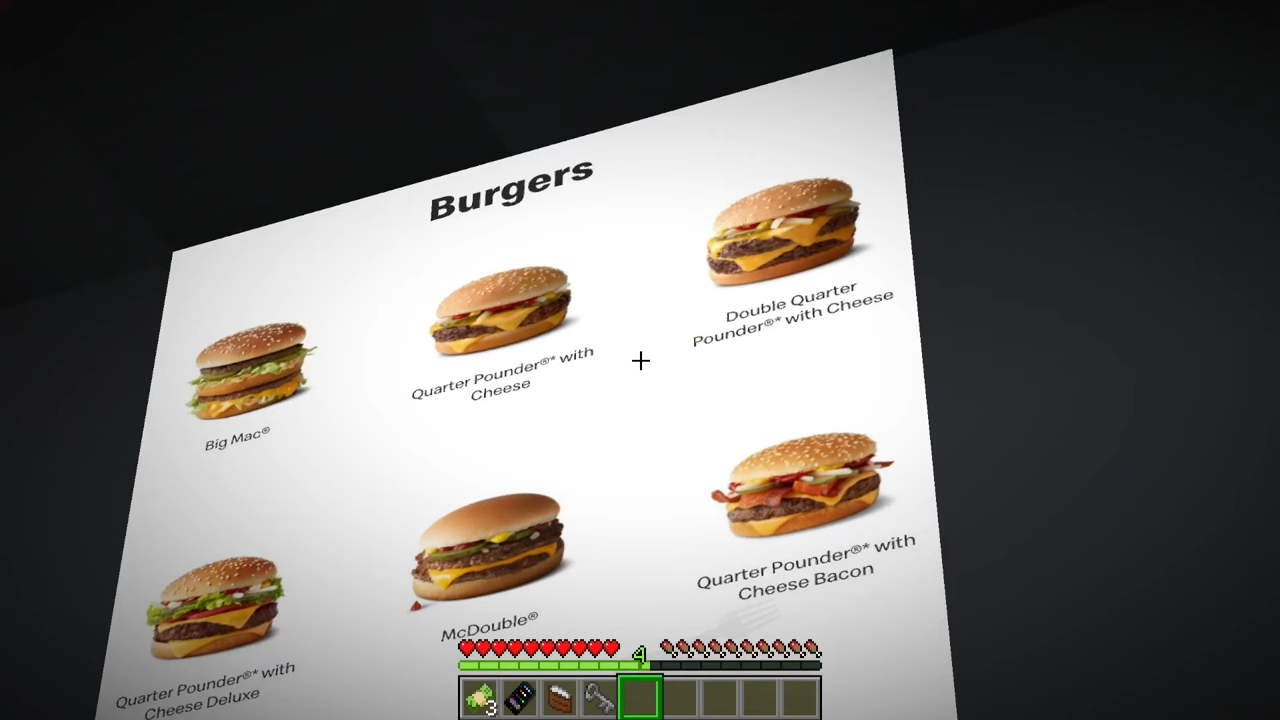 Burgers
Big Mac®
Quarter Pounder®* with
Cheese
Double Quarter
Pounder®* with Cheese
Quarter Pounder®* with
Cheese Deluxe
McDouble®
Quarter Pounder®* with
Cheese Bacon
4
3